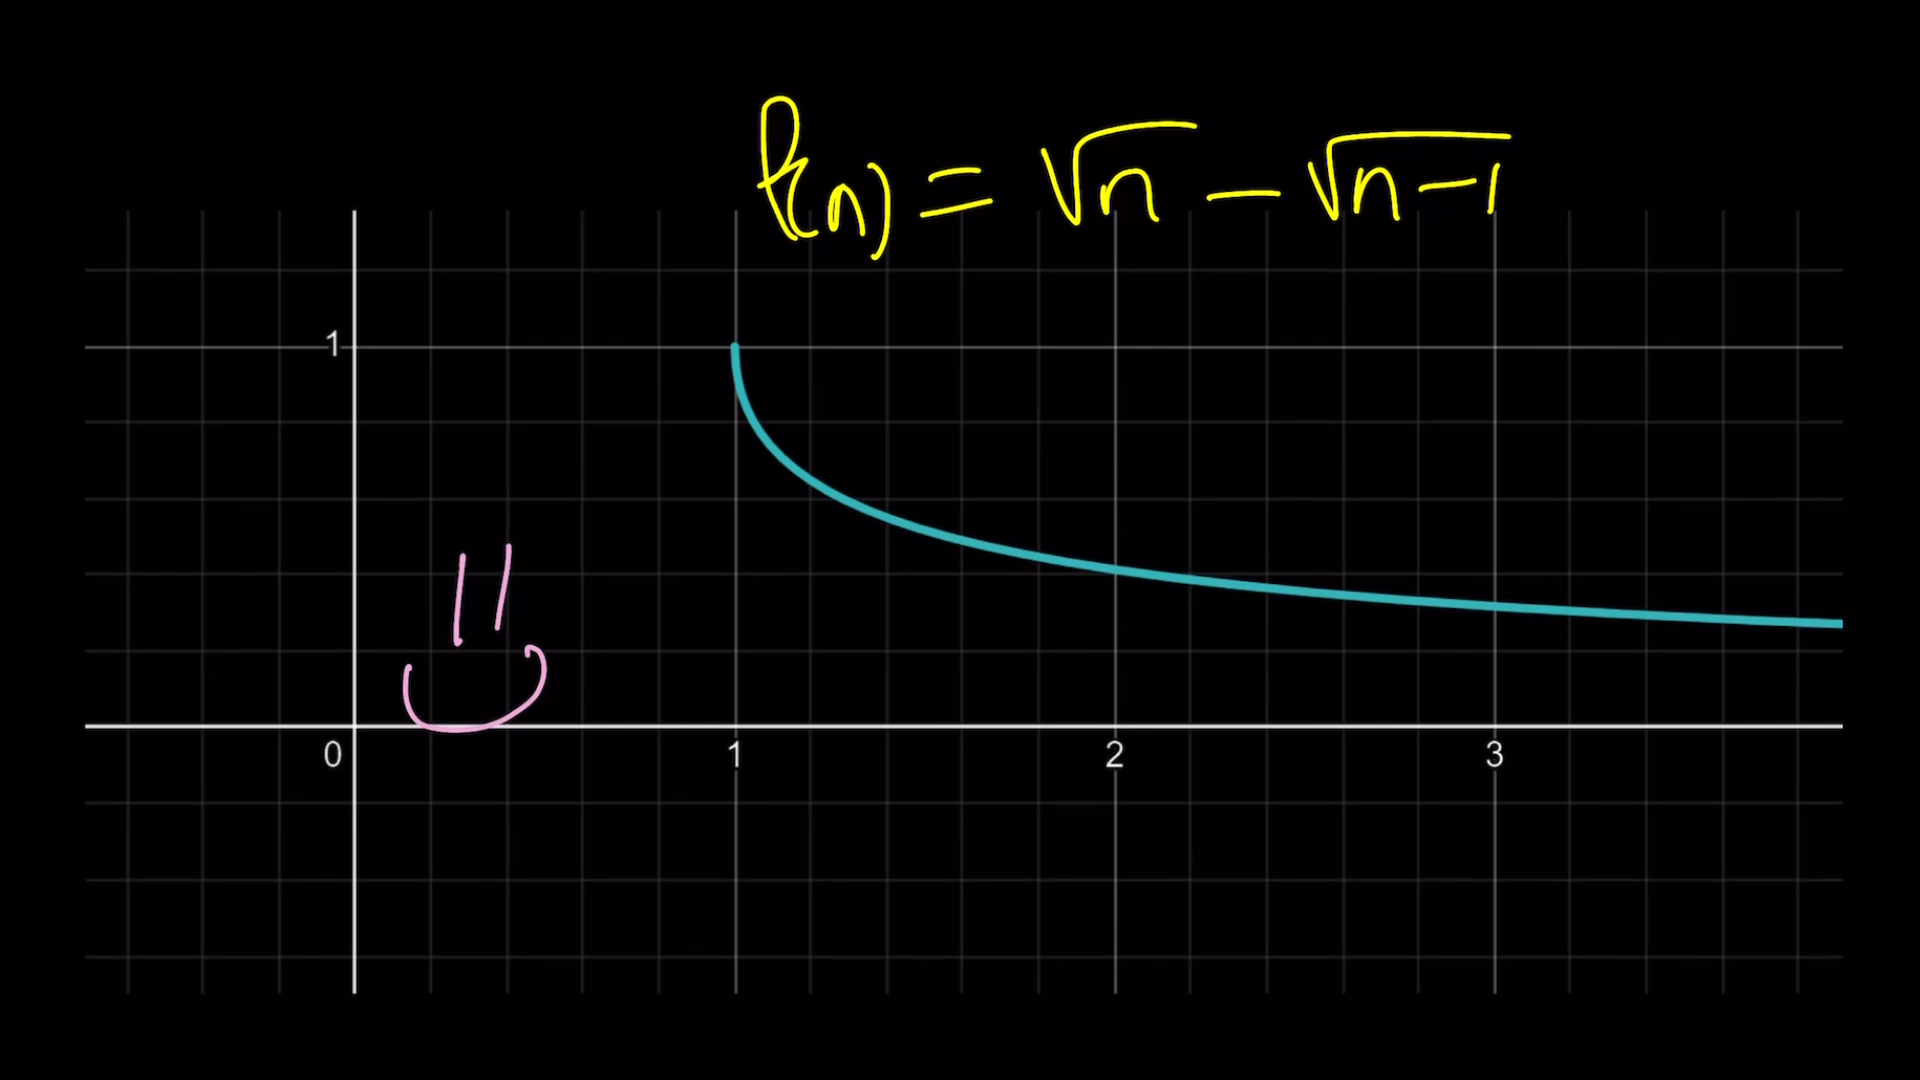 f(n) = √n - √n-1
1
0 1 2 3